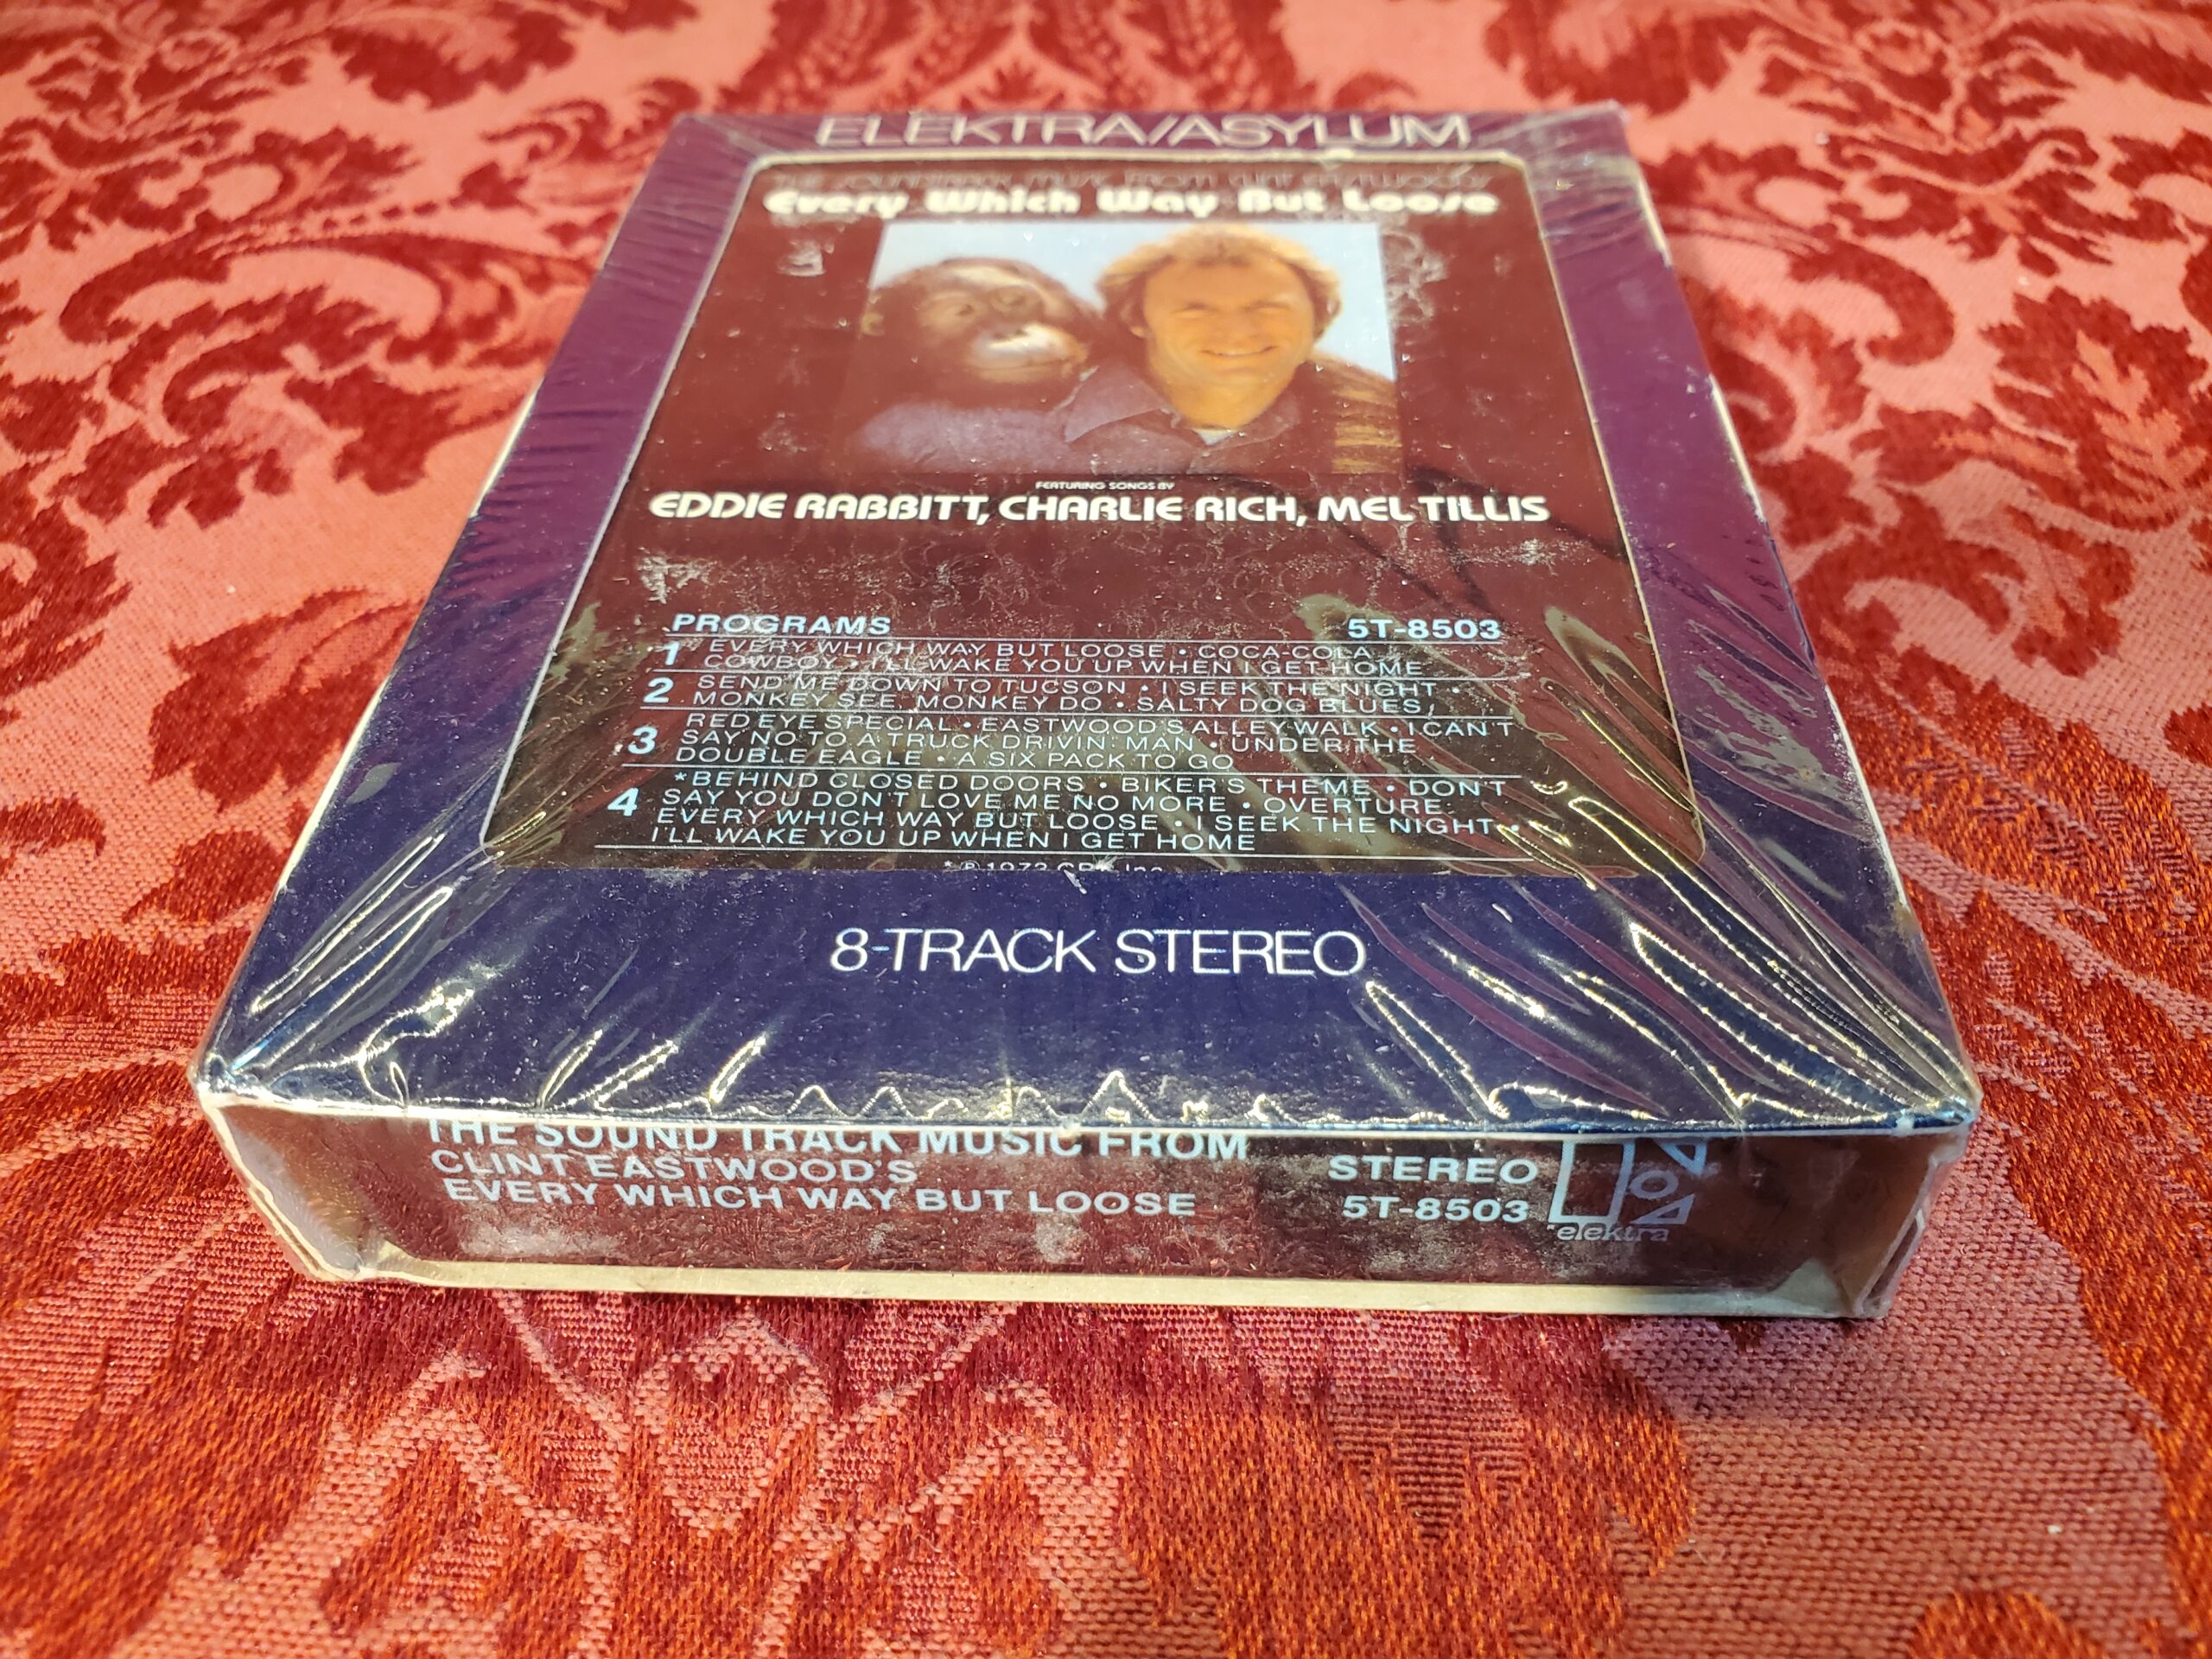 ELEKTRA/ASYLUM
THE SOUNDTRACK MUSIC FROM CLINT EASTWOOD'S
Every Which Way But Loose
FEATURING SONGS BY
EDDIE RABBITT, CHARLIE RICH, MEL TILLIS
PROGRAMS 5T-8503
1 EVERY WHICH WAY BUT LOOSE • COCA-COLA
COWBOY • I'LL WAKE YOU UP WHEN I GET HOME
2 SEND ME DOWN TO TUCSON • I SEEK THE NIGHT •
MONKEY SEE, MONKEY DO • SALTY DOG BLUES
3 RED EYE SPECIAL • EASTWOOD'S ALLEY WALK • I CAN'T
SAY NO TO A TRUCK DRIVIN' MAN • UNDER THE
DOUBLE EAGLE • A SIX PACK TO GO
4 *BEHIND CLOSED DOORS • BIKER'S THEME • DON'T
SAY YOU DON'T LOVE ME NO MORE • OVERTURE:
EVERY WHICH WAY BUT LOOSE • I SEEK THE NIGHT •
I'LL WAKE YOU UP WHEN I GET HOME
8-TRACK STEREO
THE SOUND TRACK MUSIC FROM
CLINT EASTWOOD'S
EVERY WHICH WAY BUT LOOSE
STEREO
5T-8503
elektra